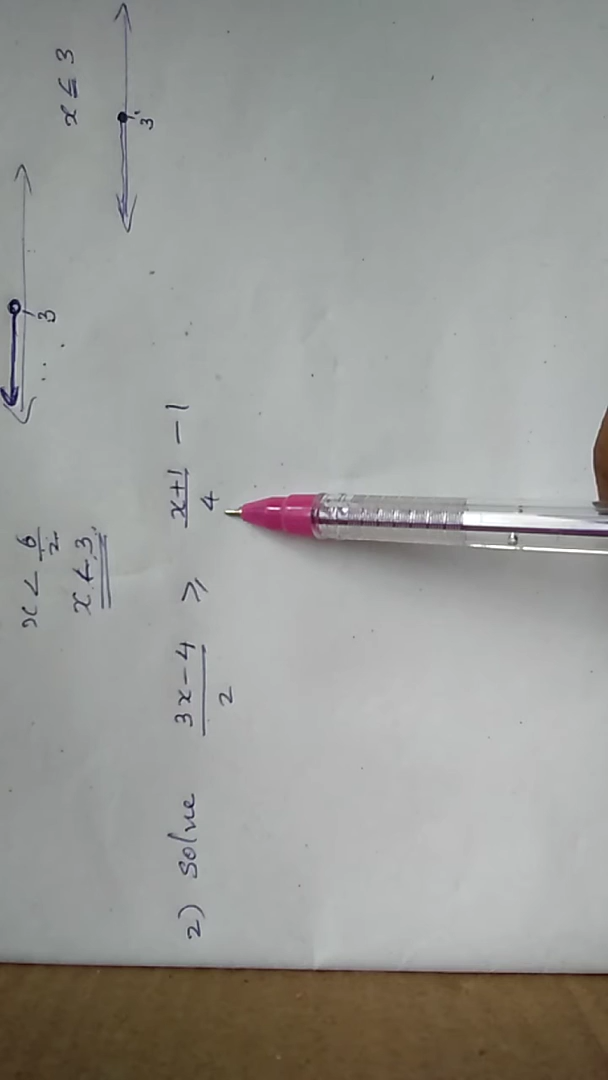 x < 6/2
x < 3
3
x ≤ 3
3
2) solve (3x-4)/2 ≥ (x+1)/4 - 1